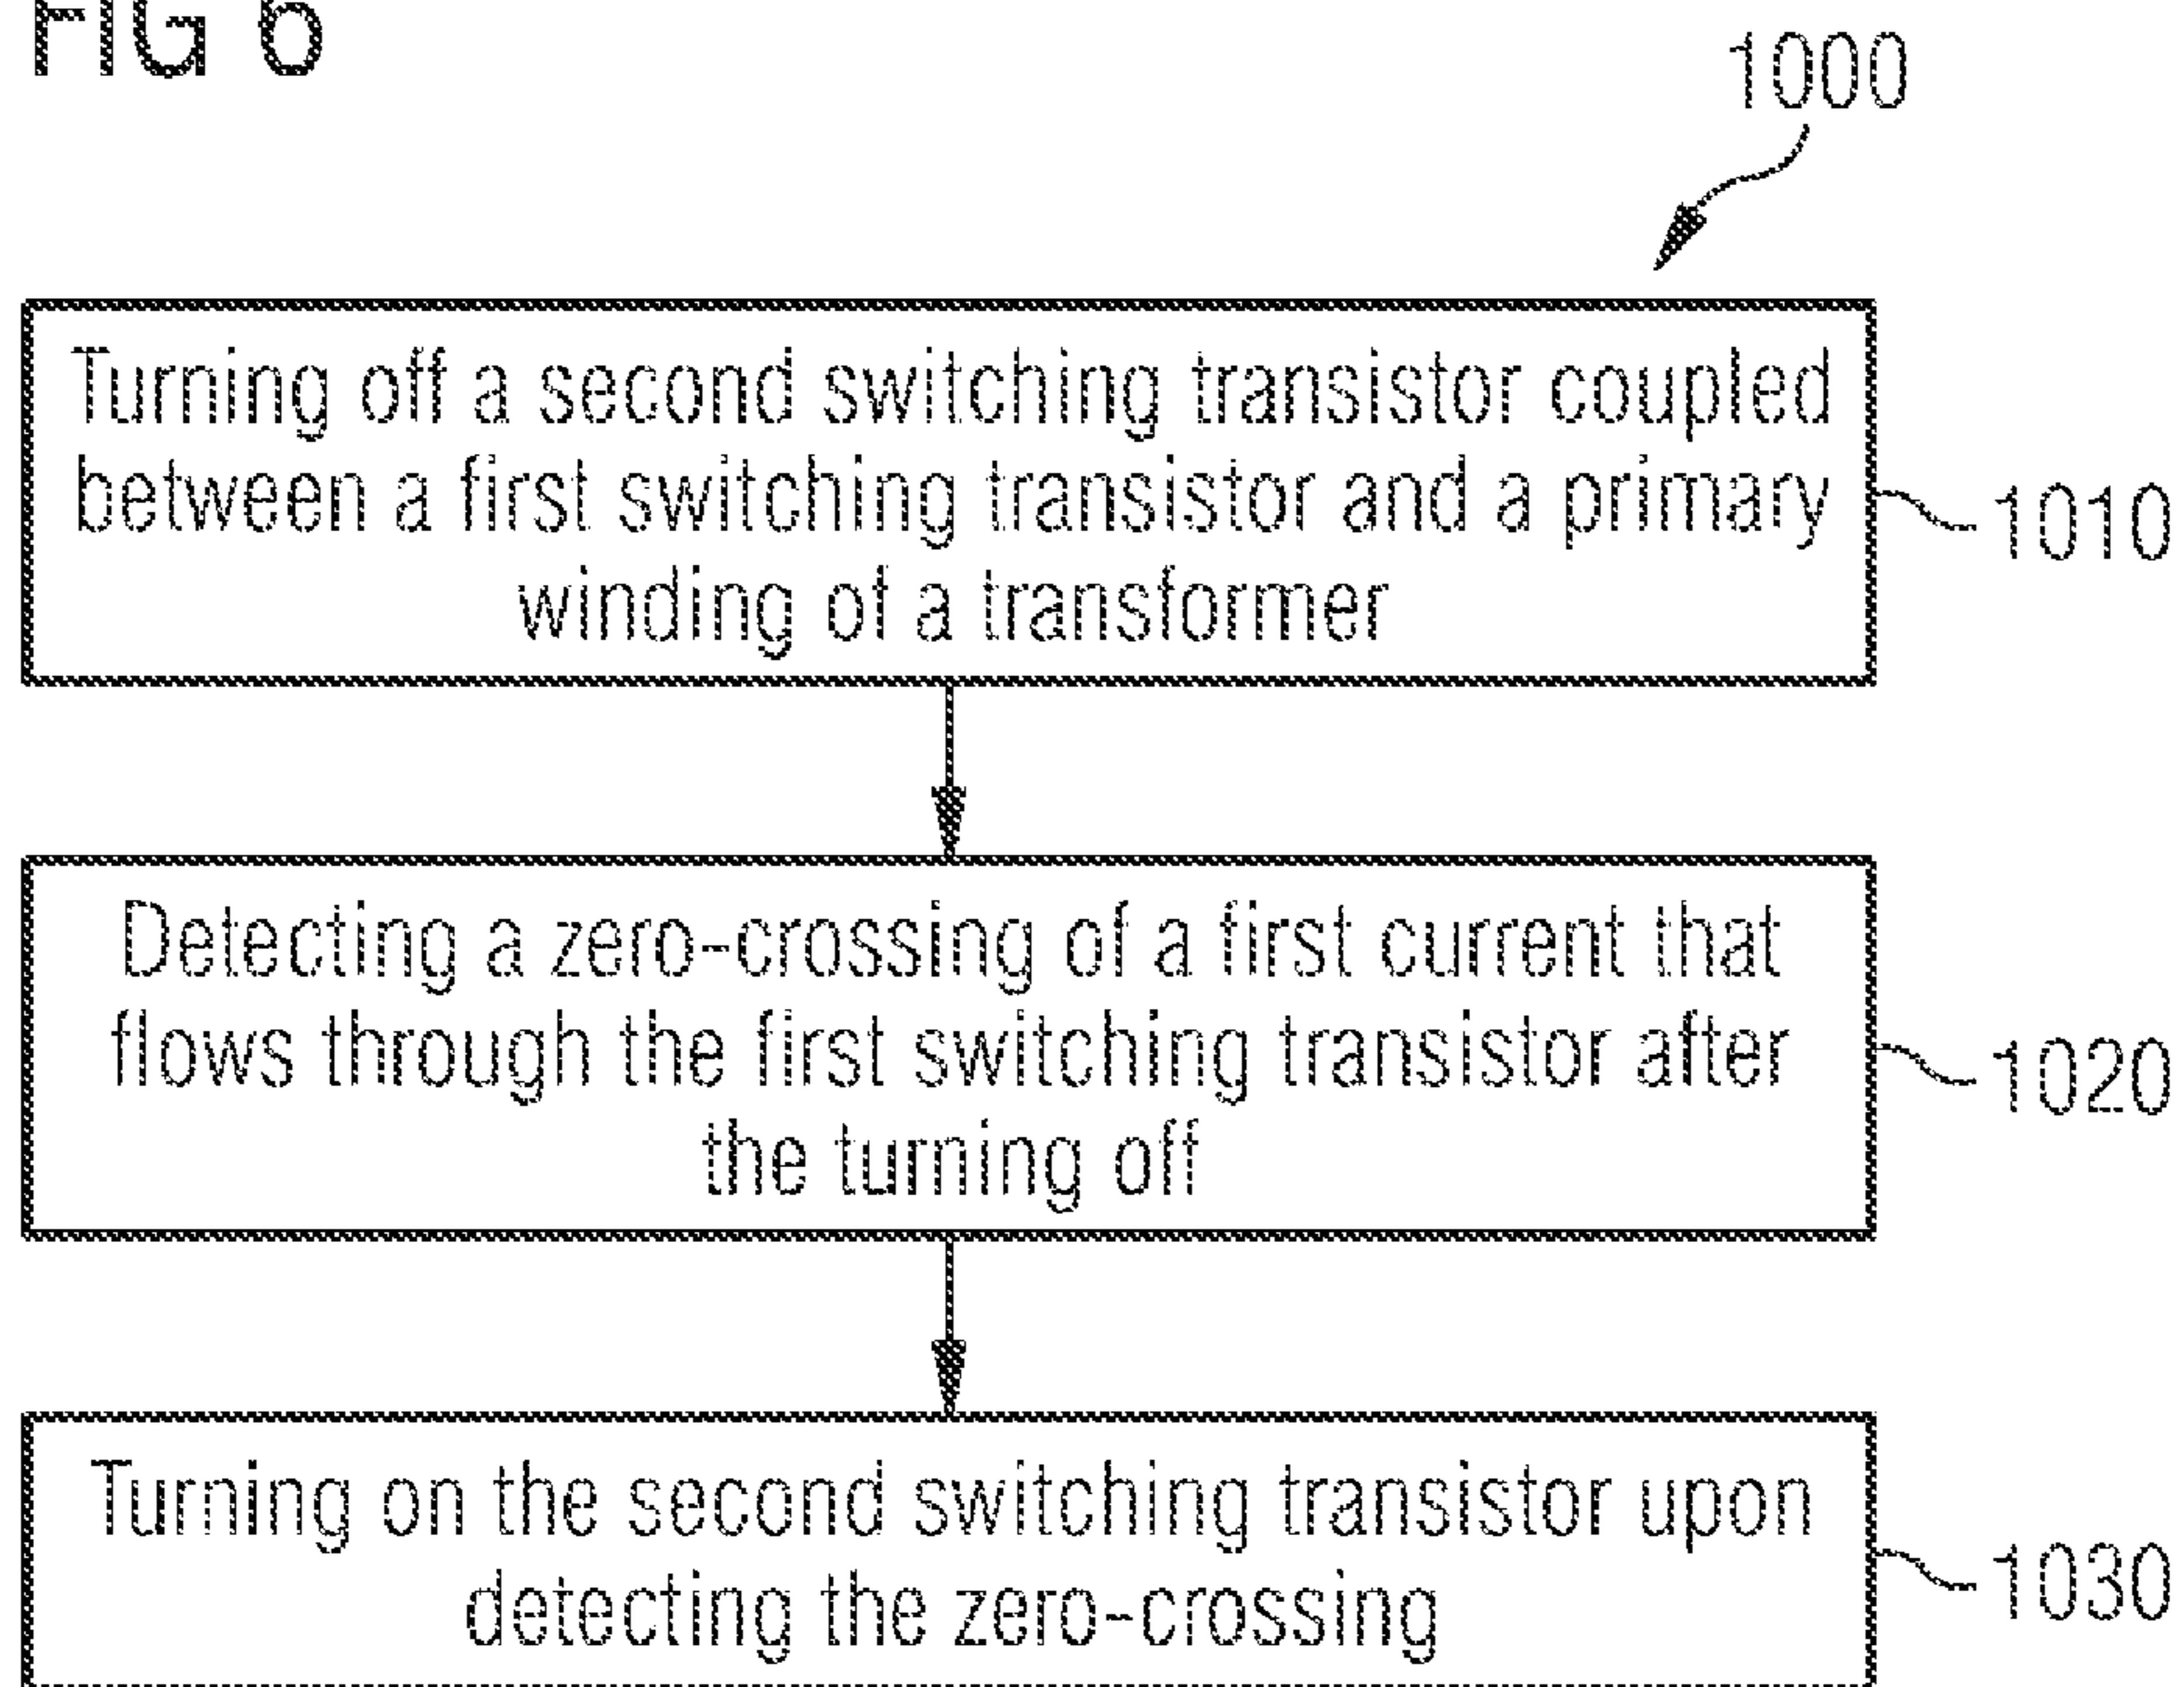 FIG 6
1000
Turning off a second switching transistor coupled
between a first switching transistor and a primary
winding of a transformer
1010
Detecting a zero-crossing of a first current that
flows through the first switching transistor after
the turning off
1020
Turning on the second switching transistor upon
detecting the zero-crossing
1030